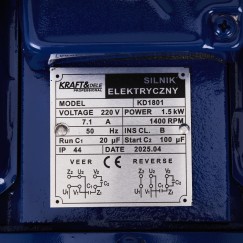 KRAFT&DELE
PROFESSIONAL
SILNIK
ELEKTRYCZNY
MODEL KD1801
VOLTAGE 220 V POWER 1.5 kW
7.1 A 1400 RPM
50 Hz INS CL. B
Run C1 20 µF Start C2 100 µF
IP 44 DATE 2025.04
VEER REVERSE